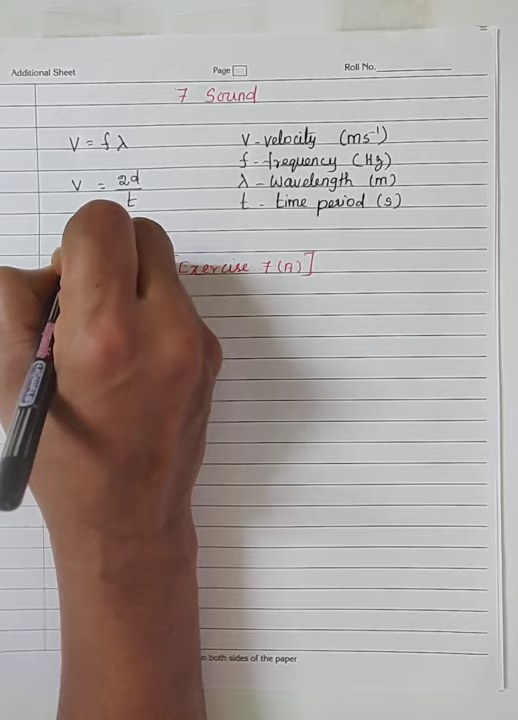 Additional Sheet Page Roll No.
7 Sound
V = f λ V - velocity (ms⁻¹)
f - frequency (Hz)
V = 2d/t λ - Wavelength (m)
t - time period (s)
[Exercise 7(A)]
n both sides of the paper